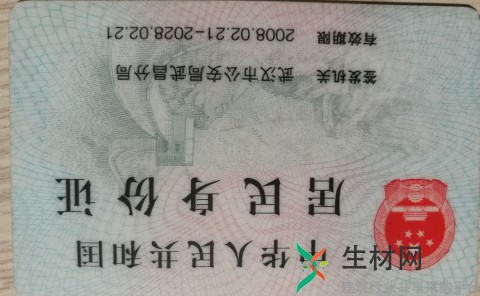 中华人民共和国
居民身份证
签发机关 武汉市公安局武昌分局
有效期限 2008.02.21-2028.02.21
生材网